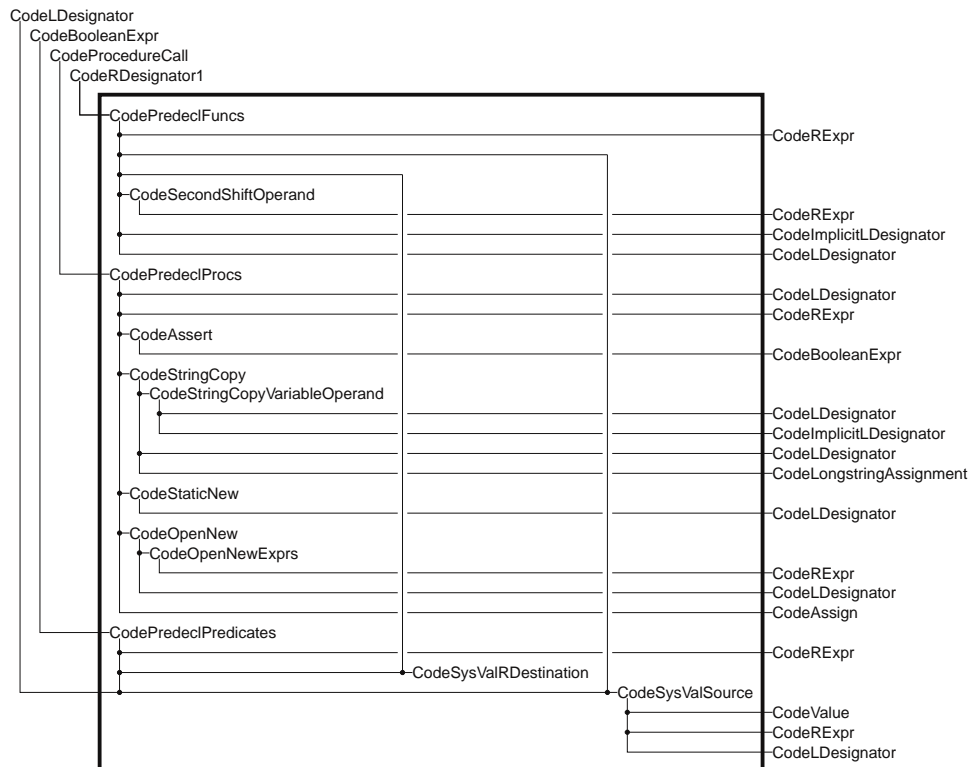 CodeLDesignator
CodeBooleanExpr
CodeProcedureCall
CodeRDesignator1
CodePredeclFuncs
CodeRExpr
CodeSecondShiftOperand
CodeRExpr
CodeImplicitLDesignator
CodeLDesignator
CodePredeclProcs
CodeLDesignator
CodeRExpr
CodeAssert
CodeBooleanExpr
CodeStringCopy
CodeStringCopyVariableOperand
CodeLDesignator
CodeImplicitLDesignator
CodeLDesignator
CodeLongstringAssignment
CodeStaticNew
CodeLDesignator
CodeOpenNew
CodeOpenNewExprs
CodeRExpr
CodeLDesignator
CodeAssign
CodePredeclPredicates
CodeRExpr
CodeSysValRDestination
CodeSysValSource
CodeValue
CodeRExpr
CodeLDesignator